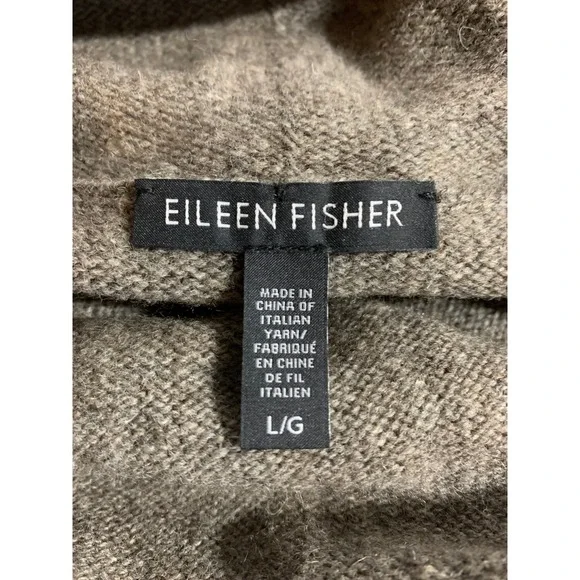 EILEEN FISHER
MADE IN
CHINA OF
ITALIAN
YARN/
FABRIQUÉ
EN CHINE
DE FIL
ITALIEN
L/G